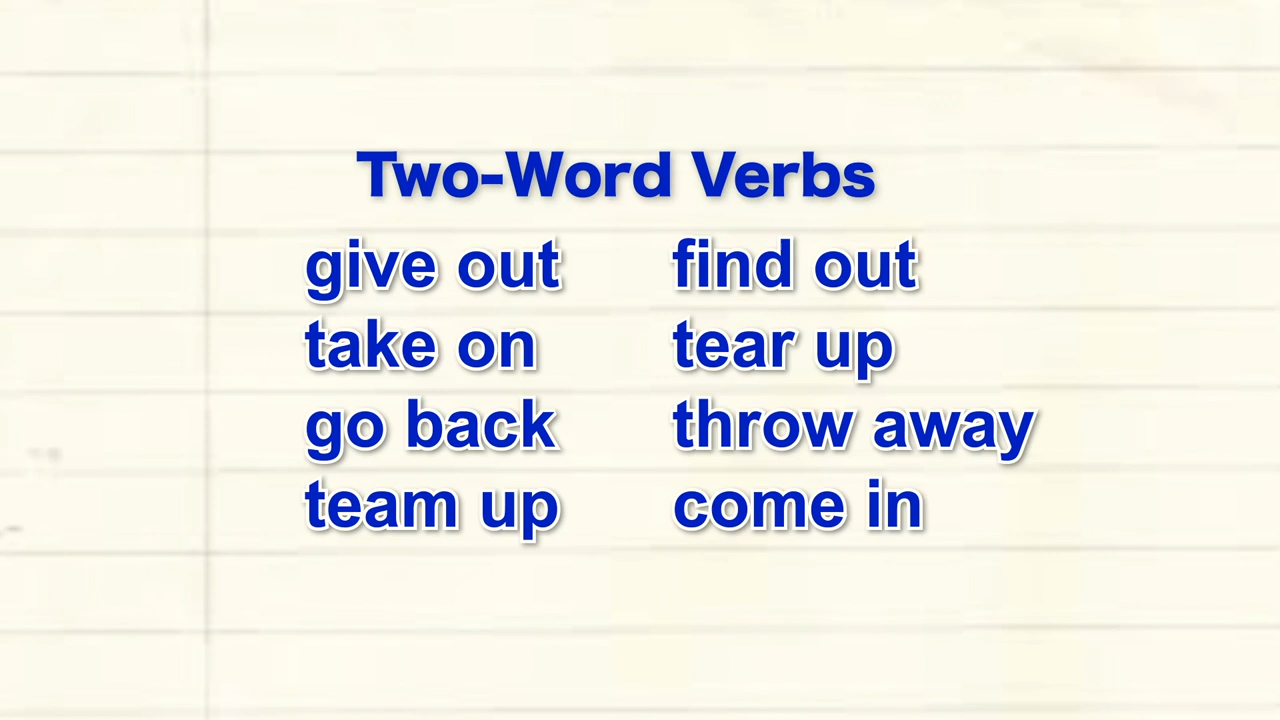 Two-Word Verbs
give out find out
take on tear up
go back throw away
team up come in